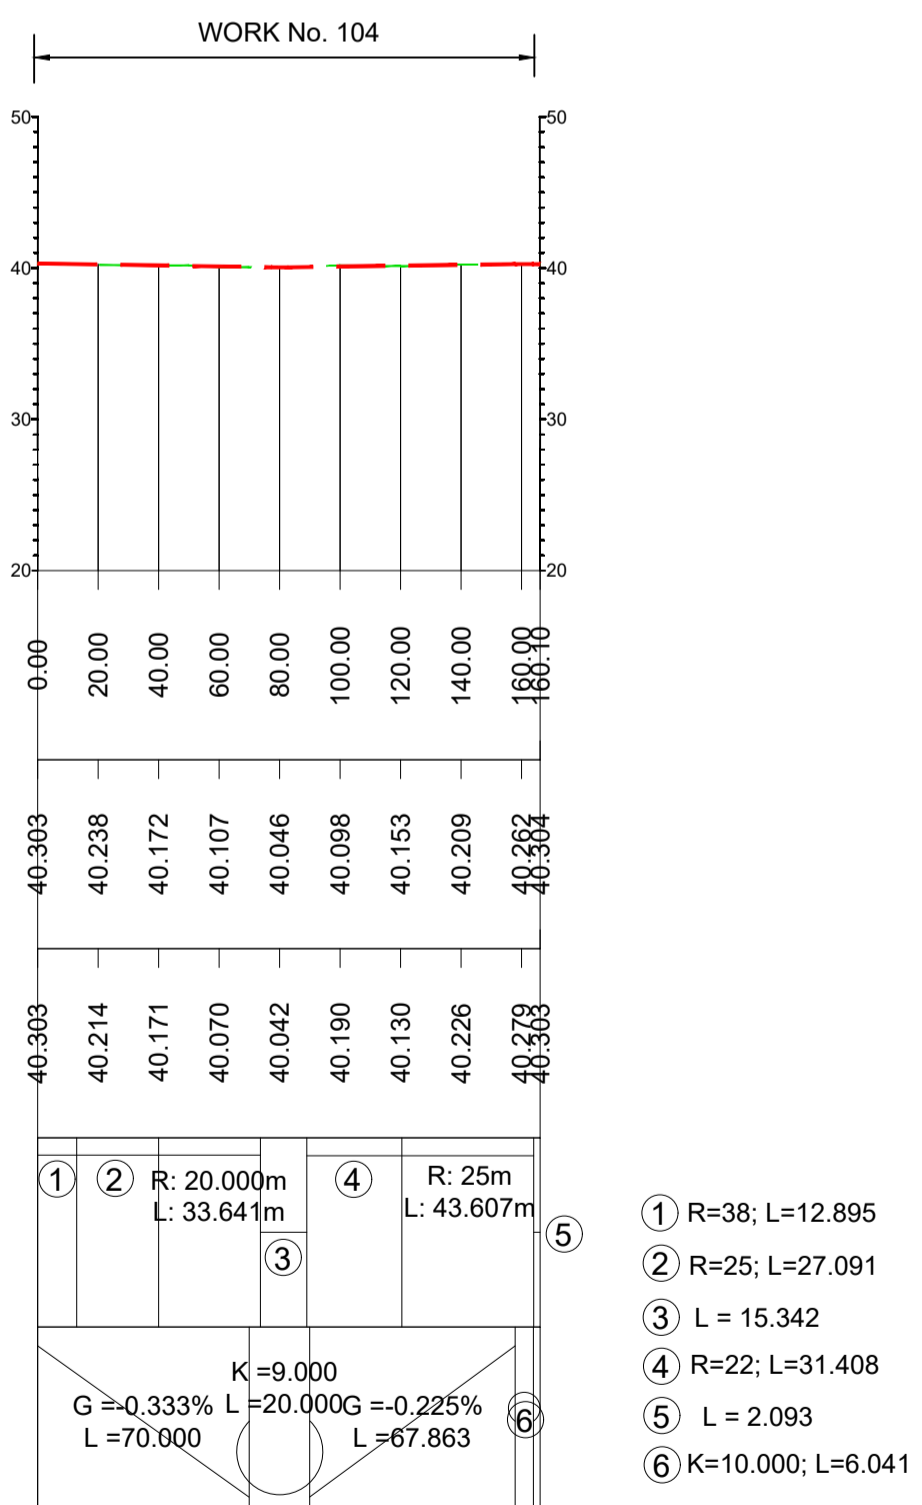 WORK No. 104
50 50
40 40
30 30
20 20
0.00 20.00 40.00 60.00 80.00 100.00 120.00 140.00 160.00 160.10
40.303 40.238 40.172 40.107 40.046 40.098 40.153 40.209 40.262 40.304
40.303 40.214 40.171 40.070 40.042 40.190 40.130 40.226 40.279 40.303
1 2 R: 20.000m 4 R: 25m
L: 33.641m L: 43.607m
3 5
K =9.000
G =-0.333% L =20.000 G =-0.225%
L =70.000 L =67.863
6
1 R=38; L=12.895
2 R=25; L=27.091
3 L = 15.342
4 R=22; L=31.408
5 L = 2.093
6 K=10.000; L=6.041